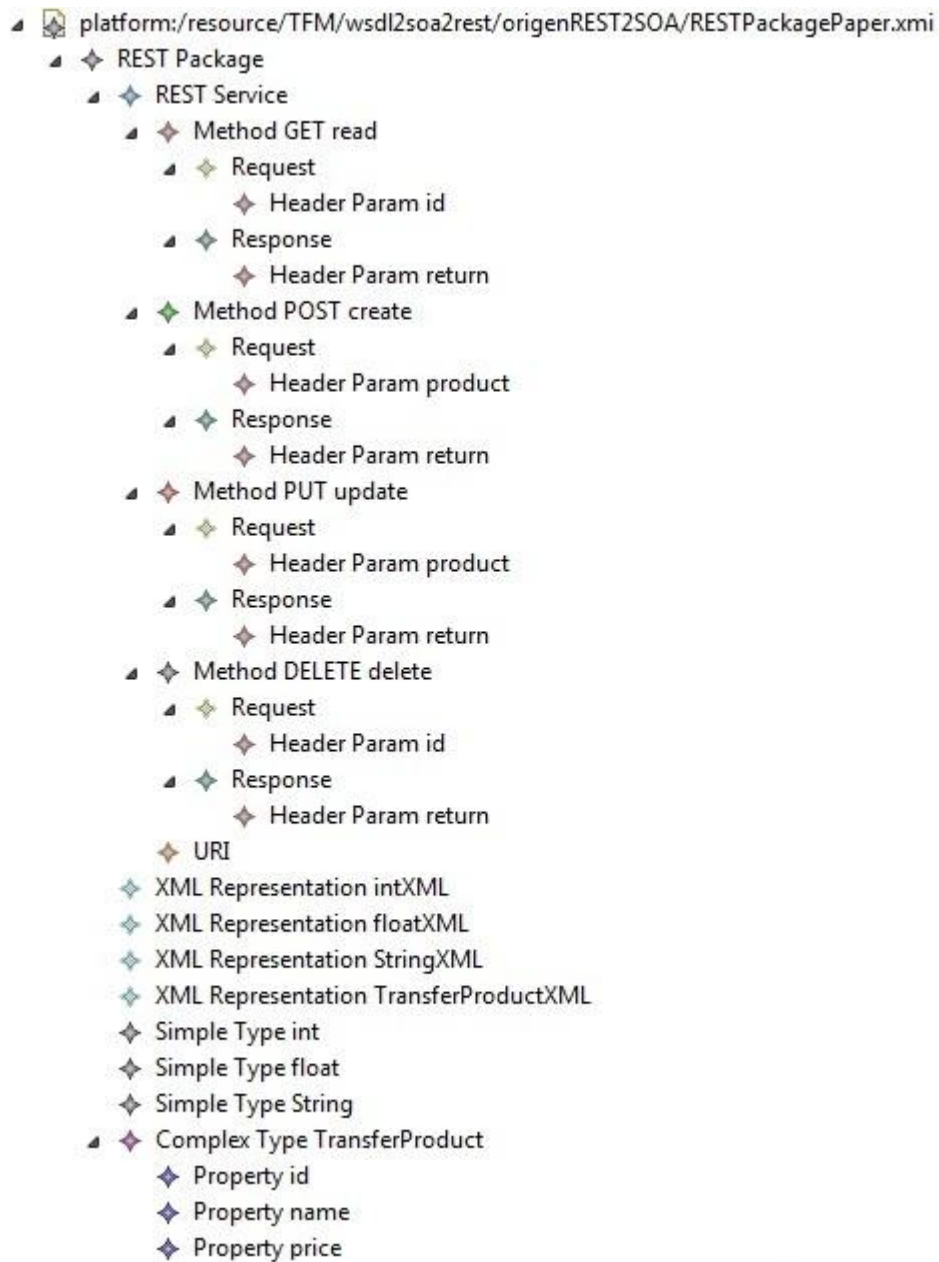 platform:/resource/TFM/wsdl2soa2rest/origenREST2SOA/RESTPackagePaper.xmi
REST Package
REST Service
Method GET read
Request
Header Param id
Response
Header Param return
Method POST create
Request
Header Param product
Response
Header Param return
Method PUT update
Request
Header Param product
Response
Header Param return
Method DELETE delete
Request
Header Param id
Response
Header Param return
URI
XML Representation intXML
XML Representation floatXML
XML Representation StringXML
XML Representation TransferProductXML
Simple Type int
Simple Type float
Simple Type String
Complex Type TransferProduct
Property id
Property name
Property price